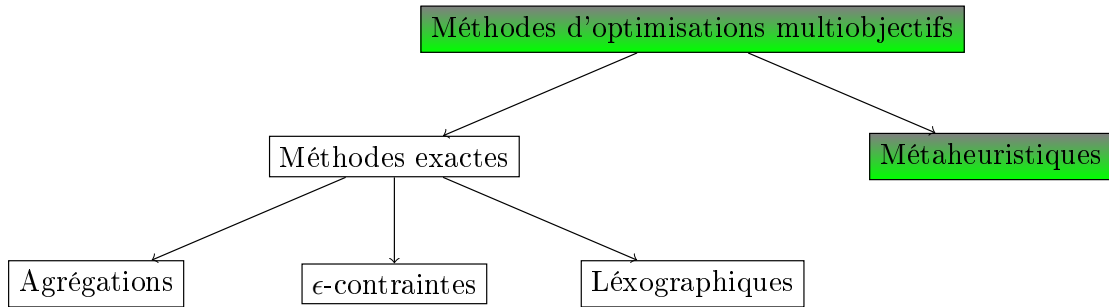 Méthodes d'optimisations multiobjectifs
Méthodes exactes
Métaheuristiques
Agrégations
ϵ-contraintes
Léxographiques